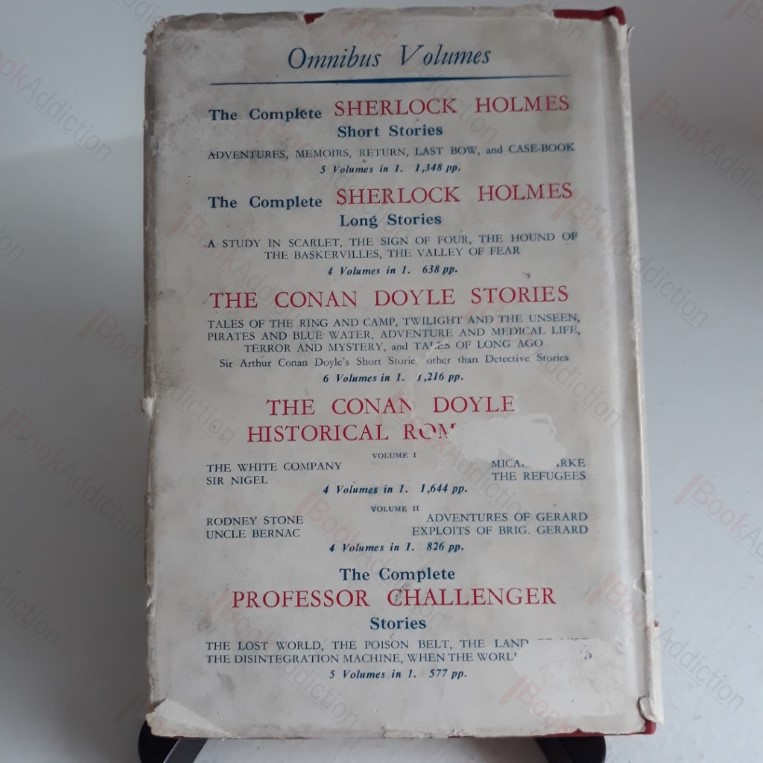 Omnibus Volumes
The Complete SHERLOCK HOLMES
Short Stories
ADVENTURES, MEMOIRS, RETURN, LAST BOW, and CASE-BOOK
5 Volumes in 1. 1,348 pp.
The Complete SHERLOCK HOLMES
Long Stories
A STUDY IN SCARLET, THE SIGN OF FOUR, THE HOUND OF
THE BASKERVILLES, THE VALLEY OF FEAR
4 Volumes in 1. 638 pp.
THE CONAN DOYLE STORIES
TALES OF THE RING AND CAMP, TWILIGHT AND THE UNSEEN,
PIRATES AND BLUE WATER, ADVENTURE AND MEDICAL LIFE,
TERROR AND MYSTERY, and TALES OF LONG AGO
Sir Arthur Conan Doyle's Short Storie other than Detective Stories
6 Volumes in 1. 1,216 pp.
THE CONAN DOYLE
HISTORICAL
VOLUME I
THE WHITE COMPANY
SIR NIGEL THE REFUGEES
4 Volumes in 1. 1,644 pp.
VOLUME II
RODNEY STONE ADVENTURES OF GERARD
UNCLE BERNAC EXPLOITS OF BRIG. GERARD
4 Volumes in 1. 826 pp.
The Complete
PROFESSOR CHALLENGER
Stories
THE LOST WORLD, THE POISON BELT, THE LAND
THE DISINTEGRATION MACHINE, WHEN THE
5 Volumes in 1. 577 pp.
BookAddiction